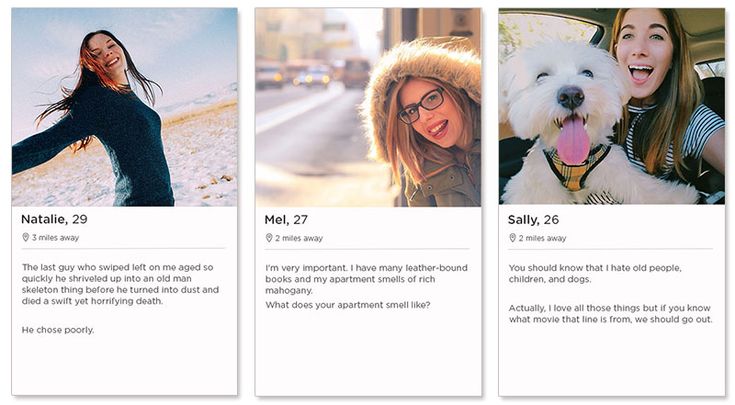 Natalie, 29
3 miles away
The last guy who swiped left on me aged so
quickly he shriveled up into an old man
skeleton thing before he turned into dust and
died a swift yet horrifying death.
He chose poorly.
Mel, 27
2 miles away
I'm very important. I have many leather-bound
books and my apartment smells of rich
mahogany.
What does your apartment smell like?
Sally, 26
2 miles away
You should know that I hate old people,
children, and dogs.
Actually, I love all those things but if you know
what movie that line is from, we should go out.